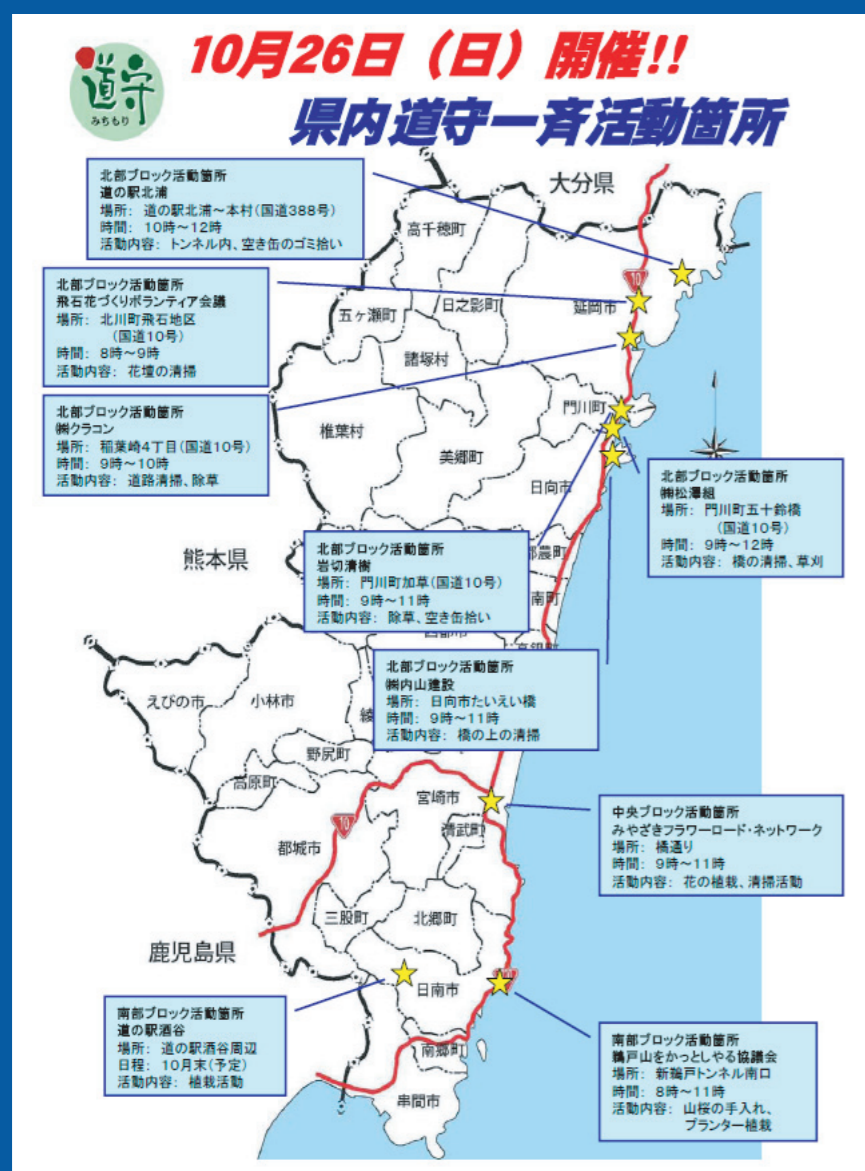 道守
みちもり
10月26日（日）開催!!
県内道守一斉活動箇所
北部ブロック活動箇所
道の駅北浦
場所： 道の駅北浦～本村(国道388号)
時間： 10時～12時
活動内容： トンネル内、空き缶のゴミ拾い
北部ブロック活動箇所
飛石花づくりボランティア会議
場所： 北川町飛石地区
(国道10号)
時間： 8時～9時
活動内容： 花壇の清掃
北部ブロック活動箇所
㈱クラコン
場所： 稲葉崎4丁目(国道10号)
時間： 9時～10時
活動内容： 道路清掃、除草
大分県
高千穂町
日之影町
五ヶ瀬町
延岡市
10
諸塚村
門川町
椎葉村
美郷町
日向市
北部ブロック活動箇所
㈱松澤組
場所： 門川町五十鈴橋
(国道10号)
時間： 9時～12時
活動内容： 橋の清掃、草刈
熊本県
北部ブロック活動箇所
岩切清樹
場所： 門川町加草(国道10号)
時間： 9時～11時
活動内容： 除草、空き缶拾い
農町
南町
北部ブロック活動箇所
㈱内山建設
場所： 日向市たいえい橋
時間： 9時～11時
活動内容： 橋の上の清掃
えびの市
小林市
綾
野尻町
高原町
宮崎市
10
清武町
都城市
中央ブロック活動箇所
みやざきフラワーロード・ネットワーク
場所： 橘通り
時間： 9時～11時
活動内容： 花の植栽、清掃活動
三股町
北郷町
鹿児島県
日南市
南部ブロック活動箇所
道の駅酒谷
場所： 道の駅酒谷周辺
日程： 10月末(予定)
活動内容： 植栽活動
南郷町
串間市
南部ブロック活動箇所
鵜戸山をかっとしやる協議会
場所： 新鵜戸トンネル南口
時間： 8時～11時
活動内容： 山桜の手入れ、
プランター植栽